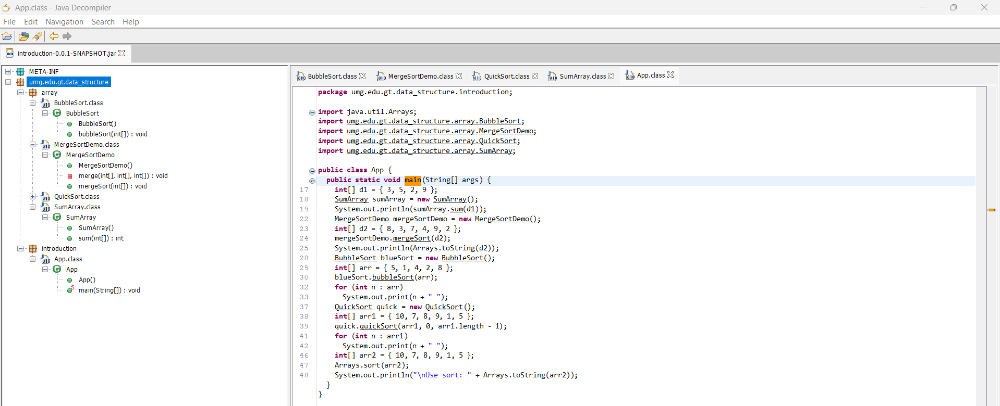 App.class - Java Decompiler
File Edit Navigation Search Help
introduction-0.0.1-SNAPSHOT.jar
META-INF
umg.edu.gt.data_structure
array
BubbleSort.class
BubbleSort
BubbleSort()
bubbleSort(int[]) : void
MergeSortDemo.class
MergeSortDemo
MergeSortDemo()
merge(int[], int[], int[]) : void
mergeSort(int[]) : void
QuickSort.class
SumArray.class
SumArray
SumArray()
sum(int[]) : int
introduction
App.class
App
App()
main(String[]) : void
BubbleSort.class MergeSortDemo.class QuickSort.class SumArray.class App.class
package umg.edu.gt.data_structure.introduction;
import java.util.Arrays;
import umg.edu.gt.data_structure.array.BubbleSort;
import umg.edu.gt.data_structure.array.MergeSortDemo;
import umg.edu.gt.data_structure.array.QuickSort;
import umg.edu.gt.data_structure.array.SumArray;
public class App {
public static void main(String[] args) {
17 int[] d1 = { 3, 5, 2, 9 };
18 SumArray sumArray = new SumArray();
19 System.out.println(sumArray.sum(d1));
22 MergeSortDemo mergeSortDemo = new MergeSortDemo();
23 int[] d2 = { 8, 3, 7, 4, 9, 2 };
24 mergeSortDemo.mergeSort(d2);
25 System.out.println(Arrays.toString(d2));
28 BubbleSort blueSort = new BubbleSort();
29 int[] arr = { 5, 1, 4, 2, 8 };
30 blueSort.bubbleSort(arr);
32 for (int n : arr)
33 System.out.print(n + " ");
37 QuickSort quick = new QuickSort();
38 int[] arr1 = { 10, 7, 8, 9, 1, 5 };
39 quick.quickSort(arr1, 0, arr1.length - 1);
41 for (int n : arr1)
42 System.out.print(n + " ");
46 int[] arr2 = { 10, 7, 8, 9, 1, 5 };
47 Arrays.sort(arr2);
48 System.out.println("\nUse sort: " + Arrays.toString(arr2));
}
}